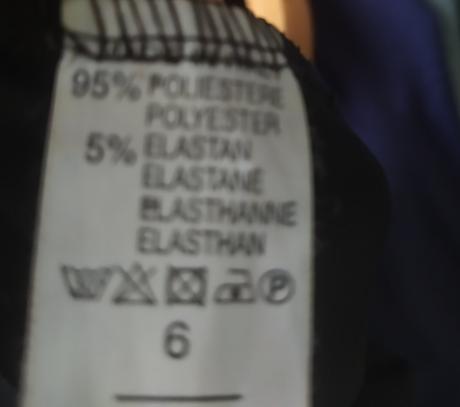 95% POLIESTERE
POLYESTER
5% ELASTAN
ELASTANE
ELASTHANNE
ELASTHAN
P
6